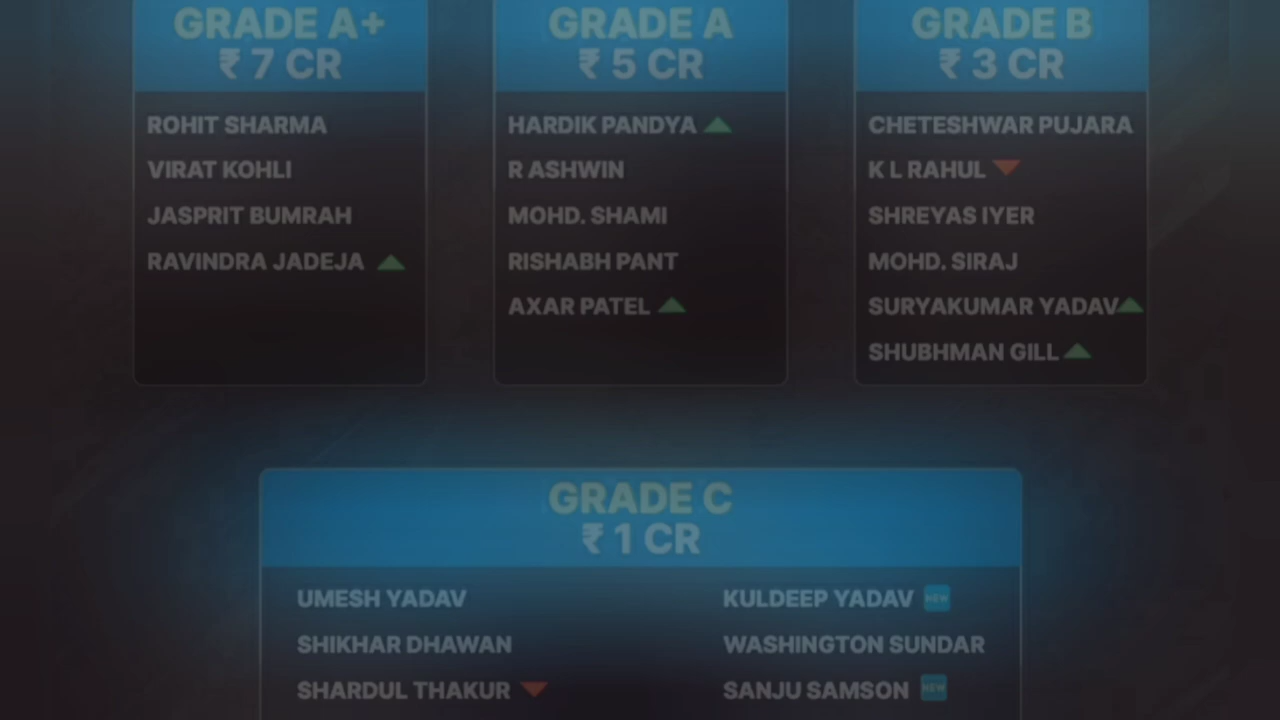 GRADE A+
₹ 7 CR
ROHIT SHARMA
VIRAT KOHLI
JASPRIT BUMRAH
RAVINDRA JADEJA
GRADE A
₹ 5 CR
HARDIK PANDYA
R ASHWIN
MOHD. SHAMI
RISHABH PANT
AXAR PATEL
GRADE B
₹ 3 CR
CHETESHWAR PUJARA
K L RAHUL
SHREYAS IYER
MOHD. SIRAJ
SURYAKUMAR YADAV
SHUBHMAN GILL
GRADE C
₹ 1 CR
UMESH YADAV
SHIKHAR DHAWAN
SHARDUL THAKUR
KULDEEP YADAV NEW
WASHINGTON SUNDAR
SANJU SAMSON NEW